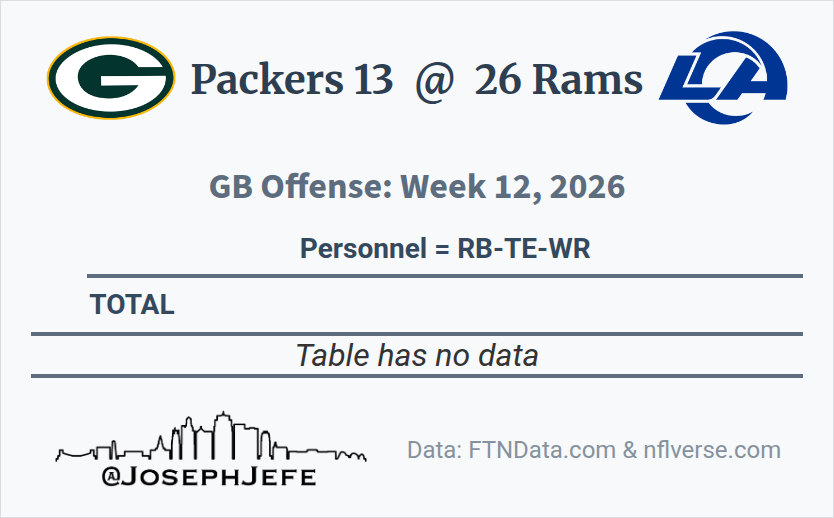 Packers 13 @ 26 Rams
GB Offense: Week 12, 2026
Personnel = RB-TE-WR
TOTAL
Table has no data
@JOSEPHJEFE
Data: FTNData.com & nflverse.com